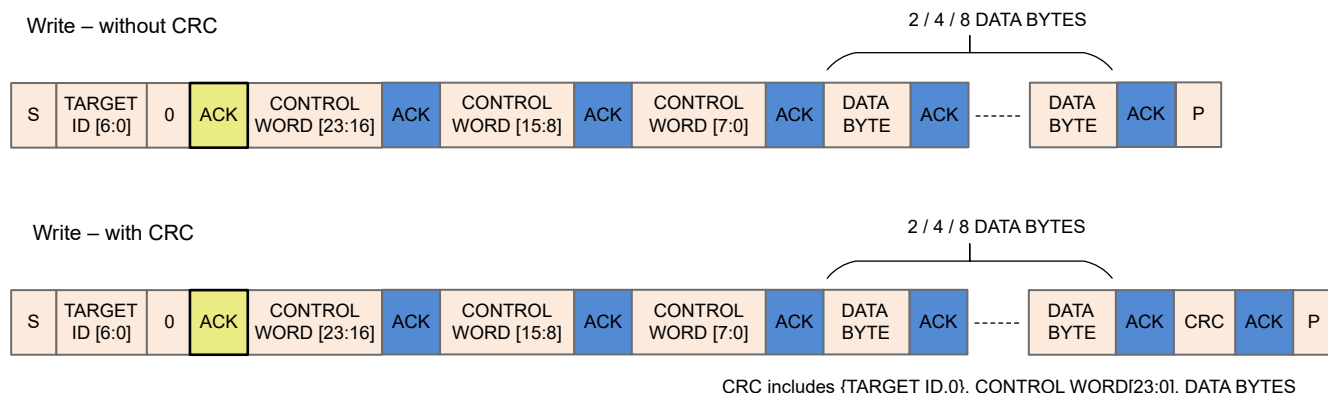 Write – without CRC
2 / 4 / 8 DATA BYTES
S
TARGET
ID [6:0]
0
ACK
CONTROL
WORD [23:16]
ACK
CONTROL
WORD [15:8]
ACK
CONTROL
WORD [7:0]
ACK
DATA
BYTE
ACK
DATA
BYTE
ACK
P
Write – with CRC
2 / 4 / 8 DATA BYTES
S
TARGET
ID [6:0]
0
ACK
CONTROL
WORD [23:16]
ACK
CONTROL
WORD [15:8]
ACK
CONTROL
WORD [7:0]
ACK
DATA
BYTE
ACK
DATA
BYTE
ACK
CRC
ACK
P
CRC includes {TARGET ID,0}, CONTROL WORD[23:0], DATA BYTES